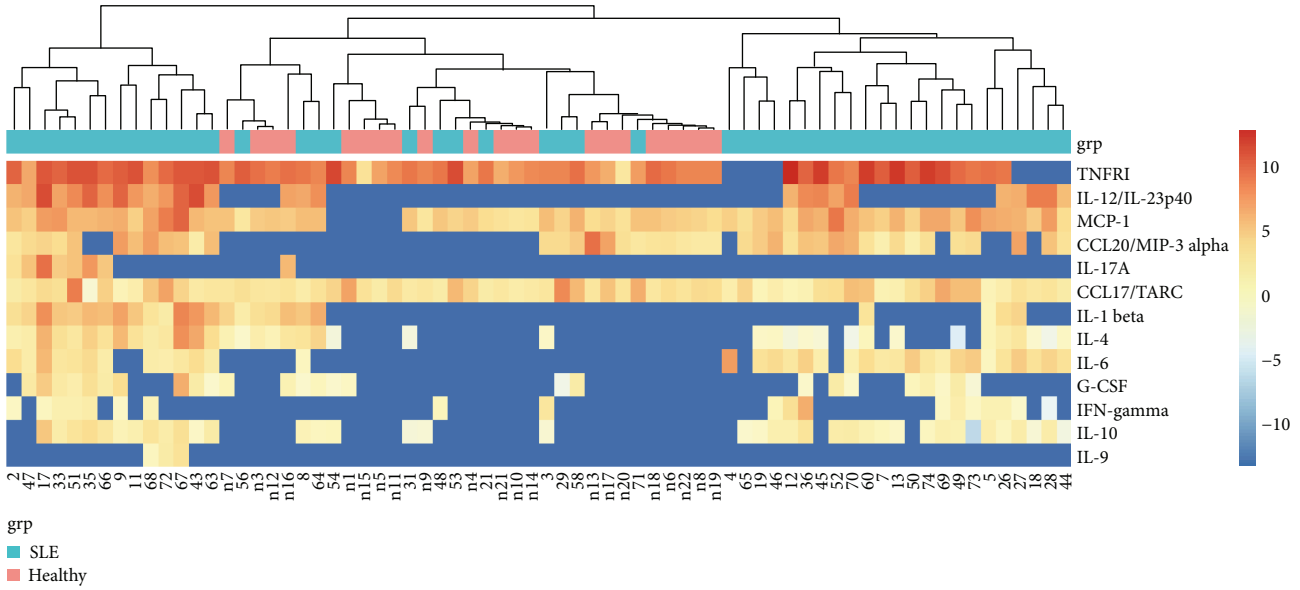 grp
TNFRI
IL-12/IL-23p40
MCP-1
CCL20/MIP-3 alpha
IL-17A
CCL17/TARC
IL-1 beta
IL-4
IL-6
G-CSF
IFN-gamma
IL-10
IL-9
10
5
0
−5
−10
2 47 17 33 51 35 66 9 11 68 72 67 43 63 n7 56 n3 n12 n16 8 64 54 n1 n15 n5 n11 31 n9 48 53 n4 21 n21 n10 n14 3 29 58 n13 n17 n20 71 n18 n6 n22 n8 n19 4 65 19 46 12 36 45 52 70 60 7 13 50 74 69 49 73 5 26 27 18 28 44
grp
SLE
Healthy